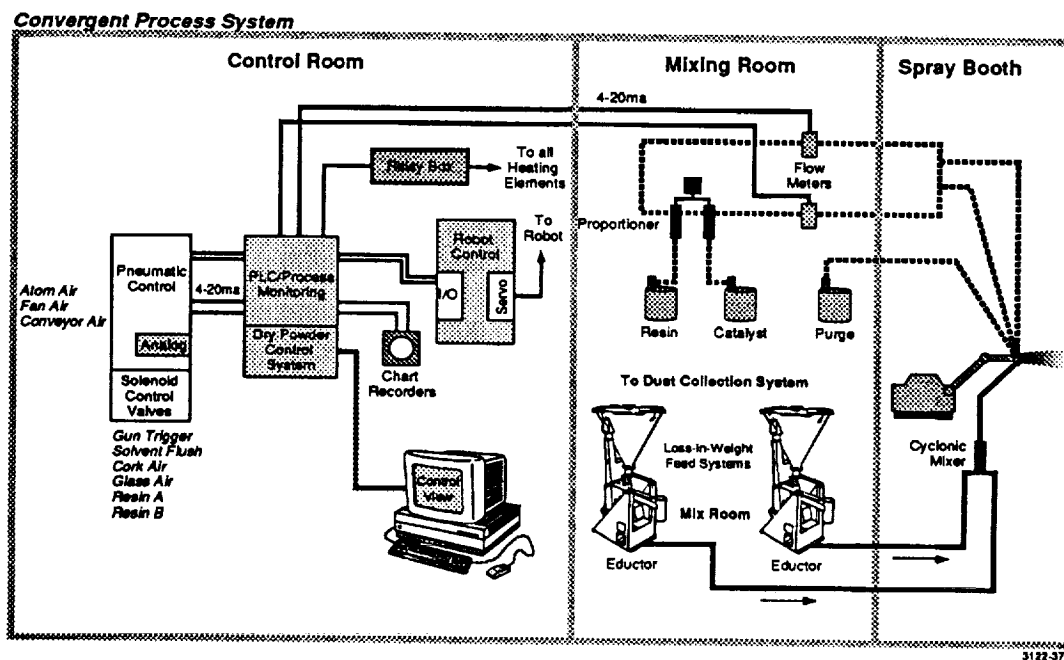 Convergent Process System
Control Room
Mixing Room
Spray Booth
4-20ma
Relay Box
To all
Heating
Elements
Flow
Meters
Proportioner
To
Robot
Robot
Control
I/O
Servo
Pneumatic
Control
4-20ma
PLC/Process
Monitoring
Atom Air
Fan Air
Conveyor Air
Analog
Dry Powder
Control
System
Solenoid
Control
Valves
Chart
Recorders
Resin
Catalyst
Purge
Gun Trigger
Solvent Flush
Cork Air
Glass Air
Resin A
Resin B
Control
view
To Dust Collection System
Loss-in-Weight
Feed Systems
Mix Room
Eductor
Eductor
Cyclonic
Mixer
3122-37